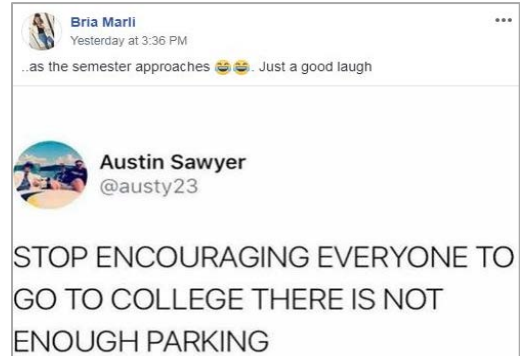 Bria Marli
Yesterday at 3:36 PM
..as the semester approaches 😂😂. Just a good laugh
Austin Sawyer
@austy23
STOP ENCOURAGING EVERYONE TO
GO TO COLLEGE THERE IS NOT
ENOUGH PARKING